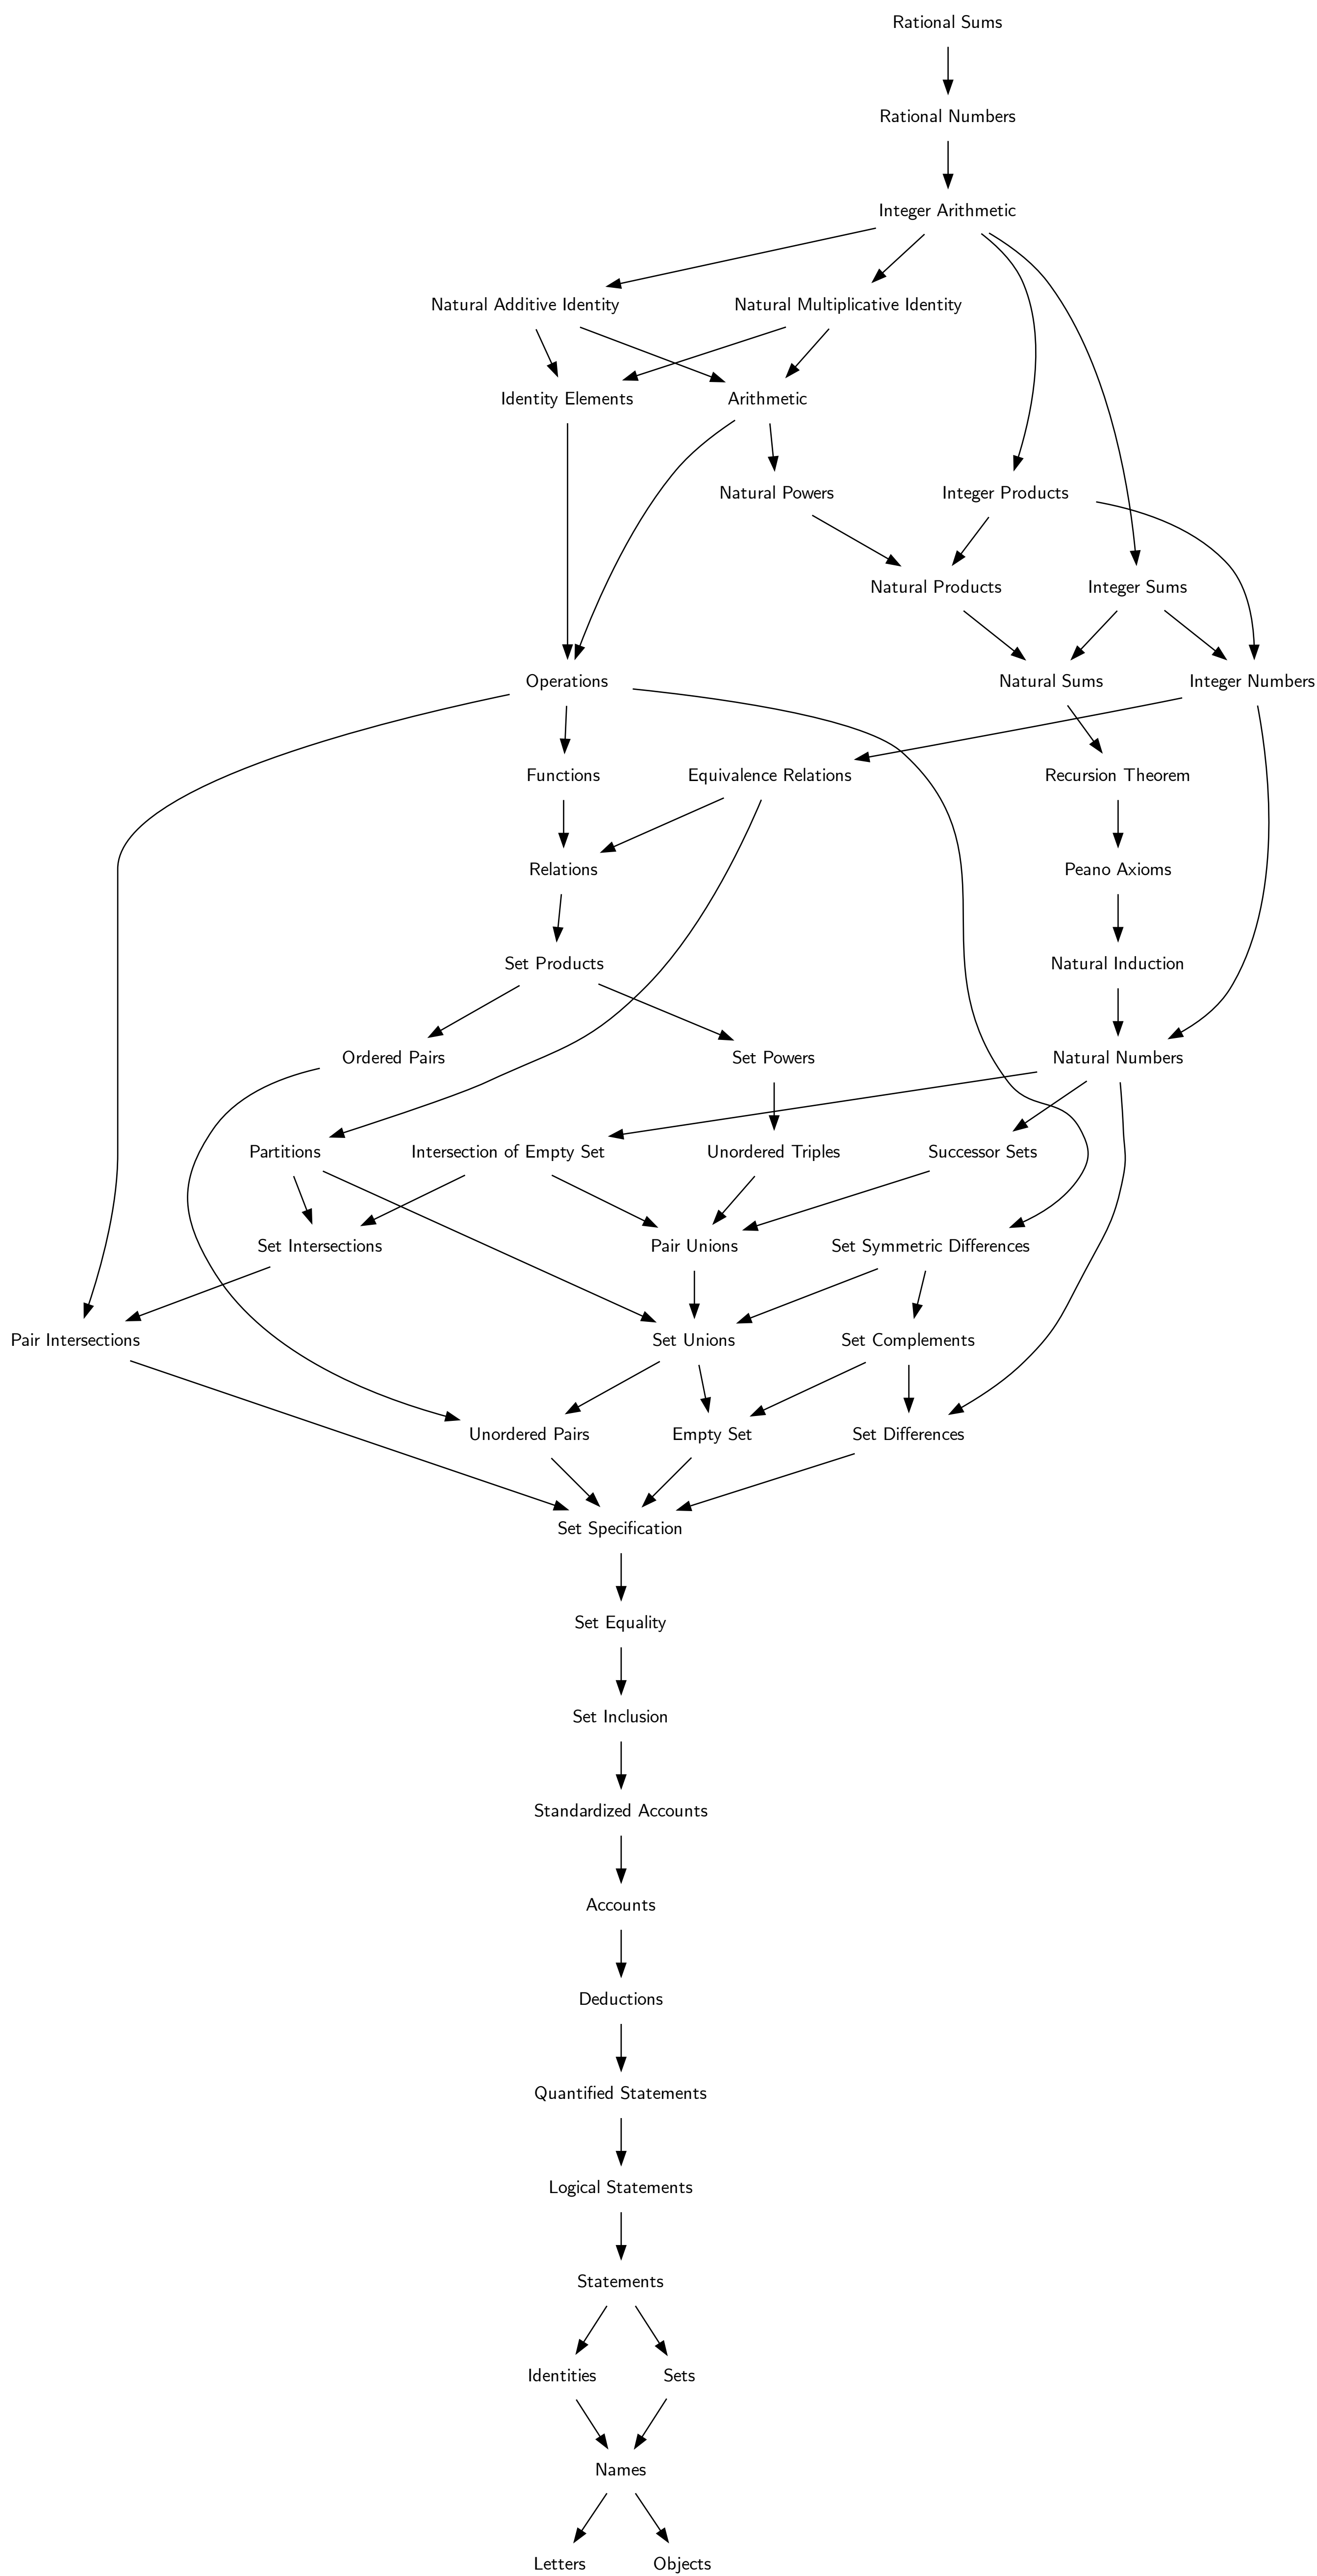 Rational Sums
Rational Numbers
Integer Arithmetic
Natural Additive Identity
Natural Multiplicative Identity
Identity Elements
Arithmetic
Natural Powers
Integer Products
Natural Products
Integer Sums
Operations
Natural Sums
Integer Numbers
Functions
Equivalence Relations
Recursion Theorem
Relations
Peano Axioms
Set Products
Natural Induction
Ordered Pairs
Set Powers
Natural Numbers
Partitions
Intersection of Empty Set
Unordered Triples
Successor Sets
Set Intersections
Pair Unions
Set Symmetric Differences
Pair Intersections
Set Unions
Set Complements
Unordered Pairs
Empty Set
Set Differences
Set Specification
Set Equality
Set Inclusion
Standardized Accounts
Accounts
Deductions
Quantified Statements
Logical Statements
Statements
Identities
Sets
Names
Letters
Objects